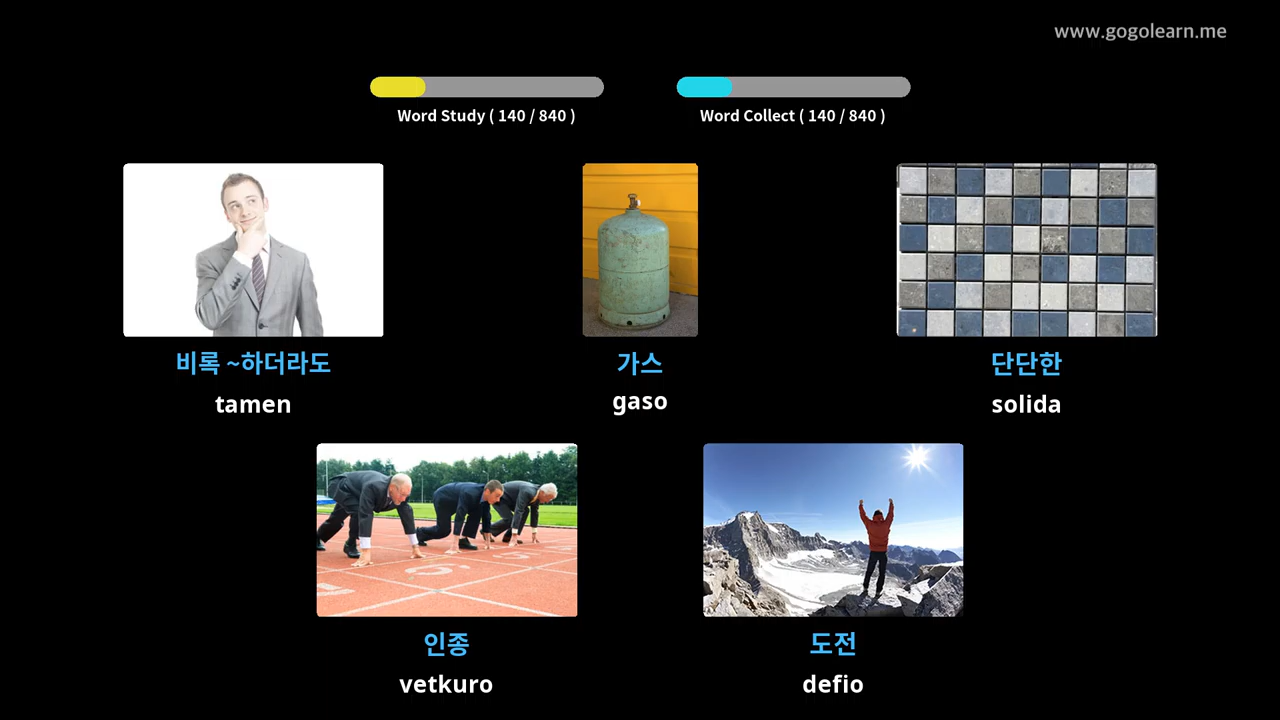 www.gogolearn.me
Word Study ( 140 / 840 )
Word Collect ( 140 / 840 )
비록 ~하더라도
tamen
가스
gaso
단단한
solida
인종
vetkuro
도전
defio